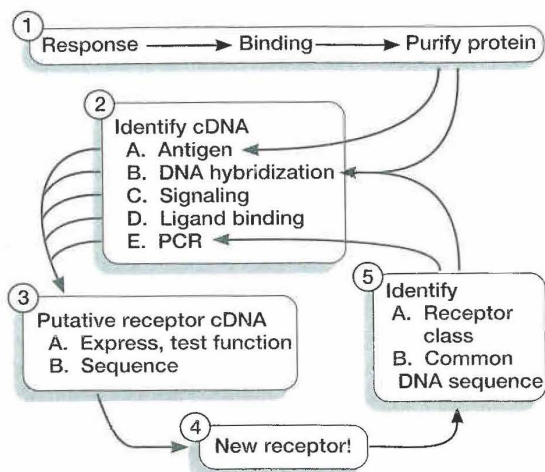 1
Response Binding Purify protein
2
Identify cDNA
A. Antigen
B. DNA hybridization
C. Signaling
D. Ligand binding
E. PCR
3
Putative receptor cDNA
A. Express, test function
B. Sequence
4
New receptor!
5
Identify
A. Receptor
class
B. Common
DNA sequence